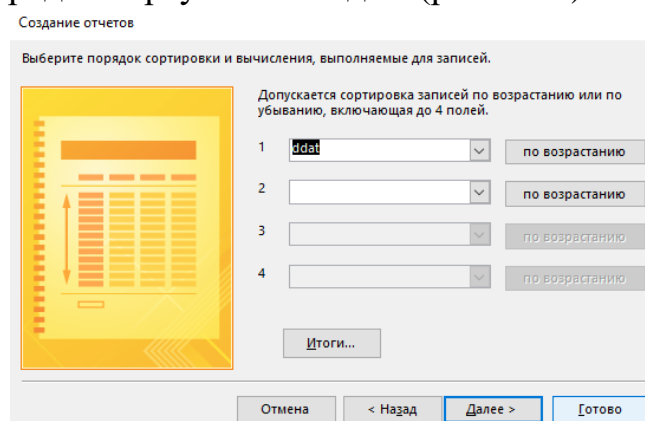 Создание отчетов
Выберите порядок сортировки и вычисления, выполняемые для записей.
Допускается сортировка записей по возрастанию или по
убыванию, включающая до 4 полей.
1 ddat по возрастанию
2 по возрастанию
3 по возрастанию
4 по возрастанию
Итоги...
Отмена < Назад Далее > Готово